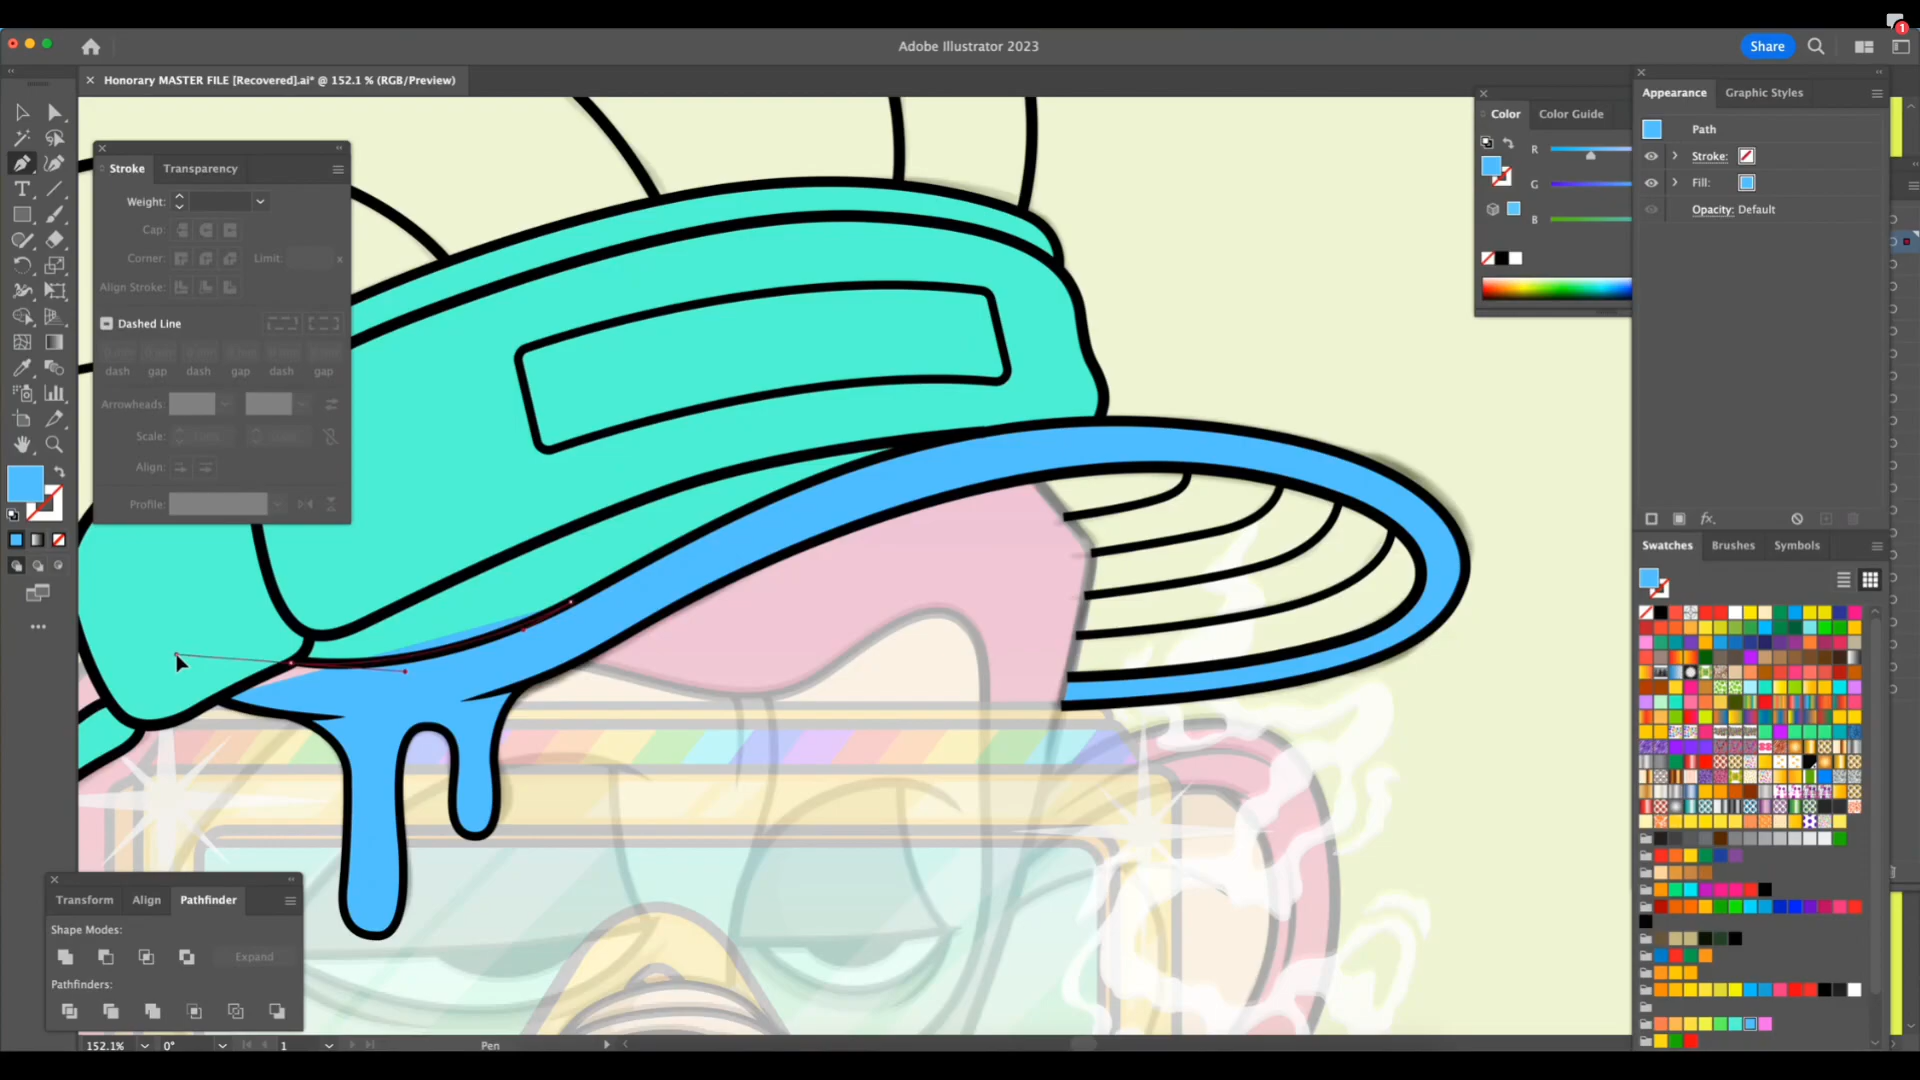 1
Adobe Illustrator 2023
Share
Honorary MASTER FILE [Recovered].ai* @ 152.1 % (RGB/Preview)
Stroke Transparency
Weight:
Cap:
Corner: Limit: x
Align Stroke:
Dashed Line
dash gap dash gap dash gap
Arrowheads:
Scale:
Align:
Profile:
Color Color Guide
R
G
B
Appearance Graphic Styles
Path
Stroke:
Fill:
Opacity: Default
fx
Swatches Brushes Symbols
Transform Align Pathfinder
Shape Modes:
Expand
Pathfinders:
152.1% 0° 1 Pen